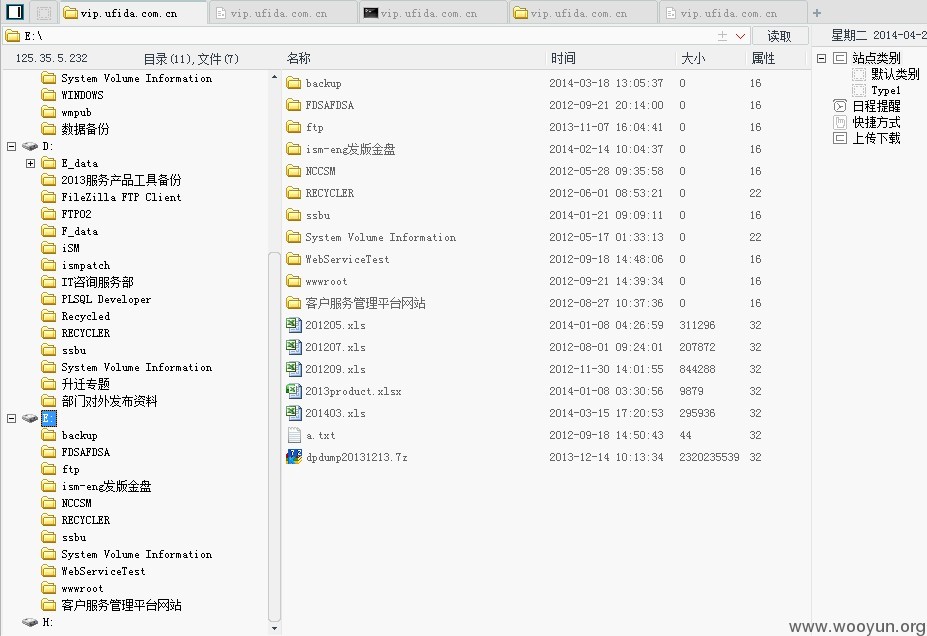 vip.ufida.com.cn vip.ufida.com.cn vip.ufida.com.cn vip.ufida.com.cn vip.ufida.com.cn +
E:\ 读取 星期二 2014-04-2
125.35.5.232 目录(11),文件(7) 名称 时间 大小 属性
System Volume Information
WINDOWS
wmpub
数据备份
D:
E_data
2013服务产品工具备份
FileZilla FTP Client
FTP02
F_data
iSM
ismpatch
IT咨询服务部
PLSQL Developer
Recycled
RECYCLER
ssbu
System Volume Information
升迁专题
部门对外发布资料
E:
backup
FDSAFDSA
ftp
ism-eng发版金盘
NCCSM
RECYCLER
ssbu
System Volume Information
WebServiceTest
wwwroot
客户服务管理平台网站
H:
backup 2014-03-18 13:05:37 0 16
FDSAFDSA 2012-09-21 20:14:00 0 16
ftp 2013-11-07 16:04:41 0 16
ism-eng发版金盘 2014-02-14 10:04:37 0 16
NCCSM 2012-05-28 09:35:58 0 16
RECYCLER 2012-06-01 08:53:21 0 22
ssbu 2014-01-21 09:09:11 0 16
System Volume Information 2012-05-17 01:33:13 0 22
WebServiceTest 2012-09-18 14:48:06 0 16
wwwroot 2012-09-21 14:39:34 0 16
客户服务管理平台网站 2012-08-27 10:37:36 0 16
201205.xls 2014-01-08 04:26:59 311296 32
201207.xls 2012-08-01 09:24:01 207872 32
201209.xls 2012-11-30 14:01:55 844288 32
2013product.xlsx 2014-01-08 03:30:56 9879 32
201403.xls 2014-03-15 17:20:53 295936 32
a.txt 2012-09-18 14:50:43 44 32
dpdump20131213.7z 2013-12-14 10:13:34 2320235539 32
站点类别
默认类别
Type1
日程提醒
快捷方式
上传下载
www.wooyun.org